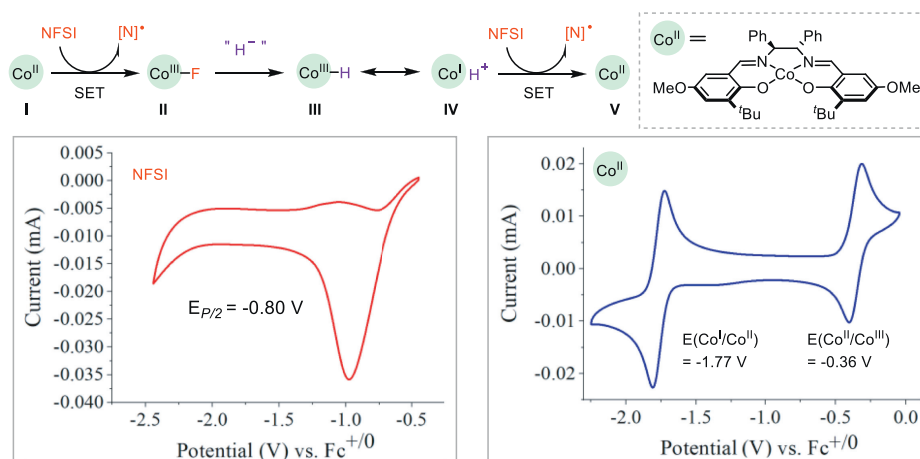 NFSI [N]• " H⁻ " NFSI [N]•
Coᴵᴵ Coᴵᴵᴵ—F Coᴵᴵᴵ—H Coᴵ H⁺ Coᴵᴵ
SET SET
I II III IV V
Coᴵᴵ =
Ph Ph
N N
Co
MeO O O OMe
ᵗBu ᵗBu
NFSI
Current (mA)
0.005
0.000
-0.005
-0.010
-0.015
-0.020
-0.025
-0.030
-0.035
-0.040
E_P/2 = -0.80 V
-2.5 -2.0 -1.5 -1.0 -0.5
Potential (V) vs. Fc⁺/⁰
Coᴵᴵ
Current (mA)
0.02
0.01
0.00
-0.01
-0.02
E(Coᴵ/Coᴵᴵ)
= -1.77 V
E(Coᴵᴵ/Coᴵᴵᴵ)
= -0.36 V
-2.0 -1.5 -1.0 -0.5 0.0
Potential (V) vs. Fc⁺/⁰